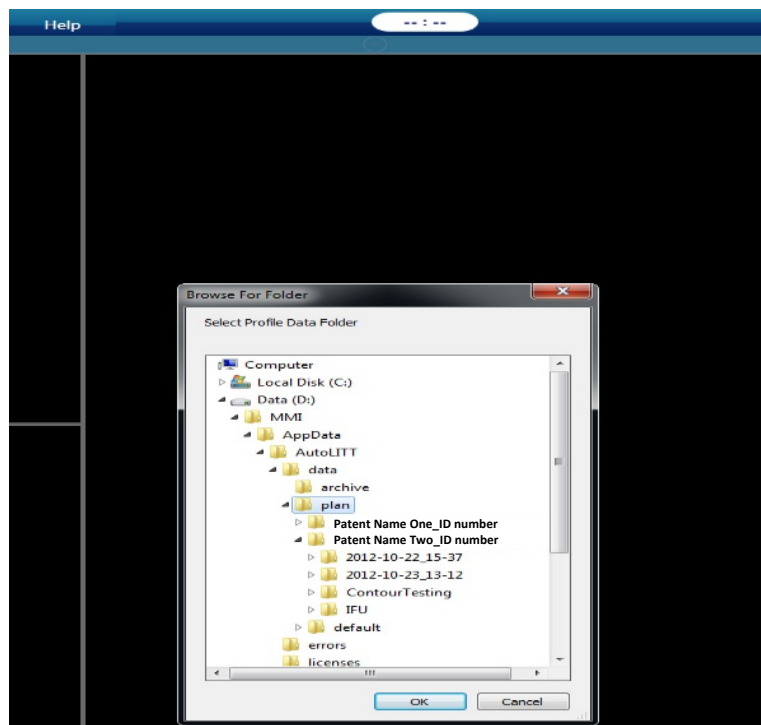 Help
-- : --
Browse For Folder
Select Profile Data Folder
Computer
Local Disk (C:)
Data (D:)
MMI
AppData
AutoLITT
data
archive
plan
Patent Name One_ID number
Patent Name Two_ID number
2012-10-22_15-37
2012-10-23_13-12
ContourTesting
IFU
default
errors
licenses
OK Cancel